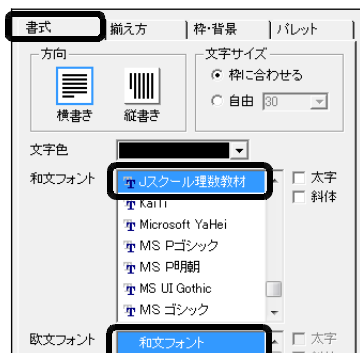 書式 揃え方 枠・背景 パレット
方向 文字サイズ
枠に合わせる
自由 30
横書き 縦書き
文字色
和文フォント Jスクール理数教材 太字
KaiTi 斜体
Microsoft YaHei
MS Pゴシック
MS P明朝
MS UI Gothic
MS ゴシック
欧文フォント 和文フォント 太字